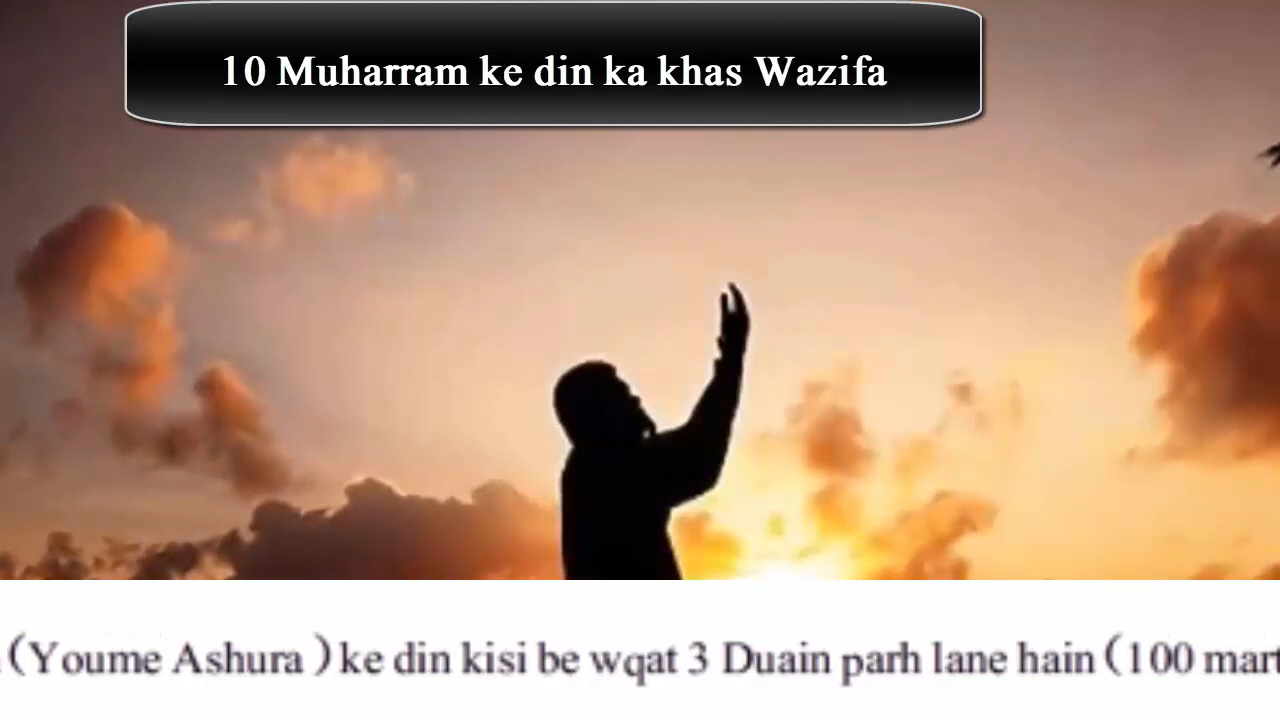 10 Muharram ke din ka khas Wazifa
(Youme Ashura ) ke din kisi be wqat 3 Duain parh lane hain (100